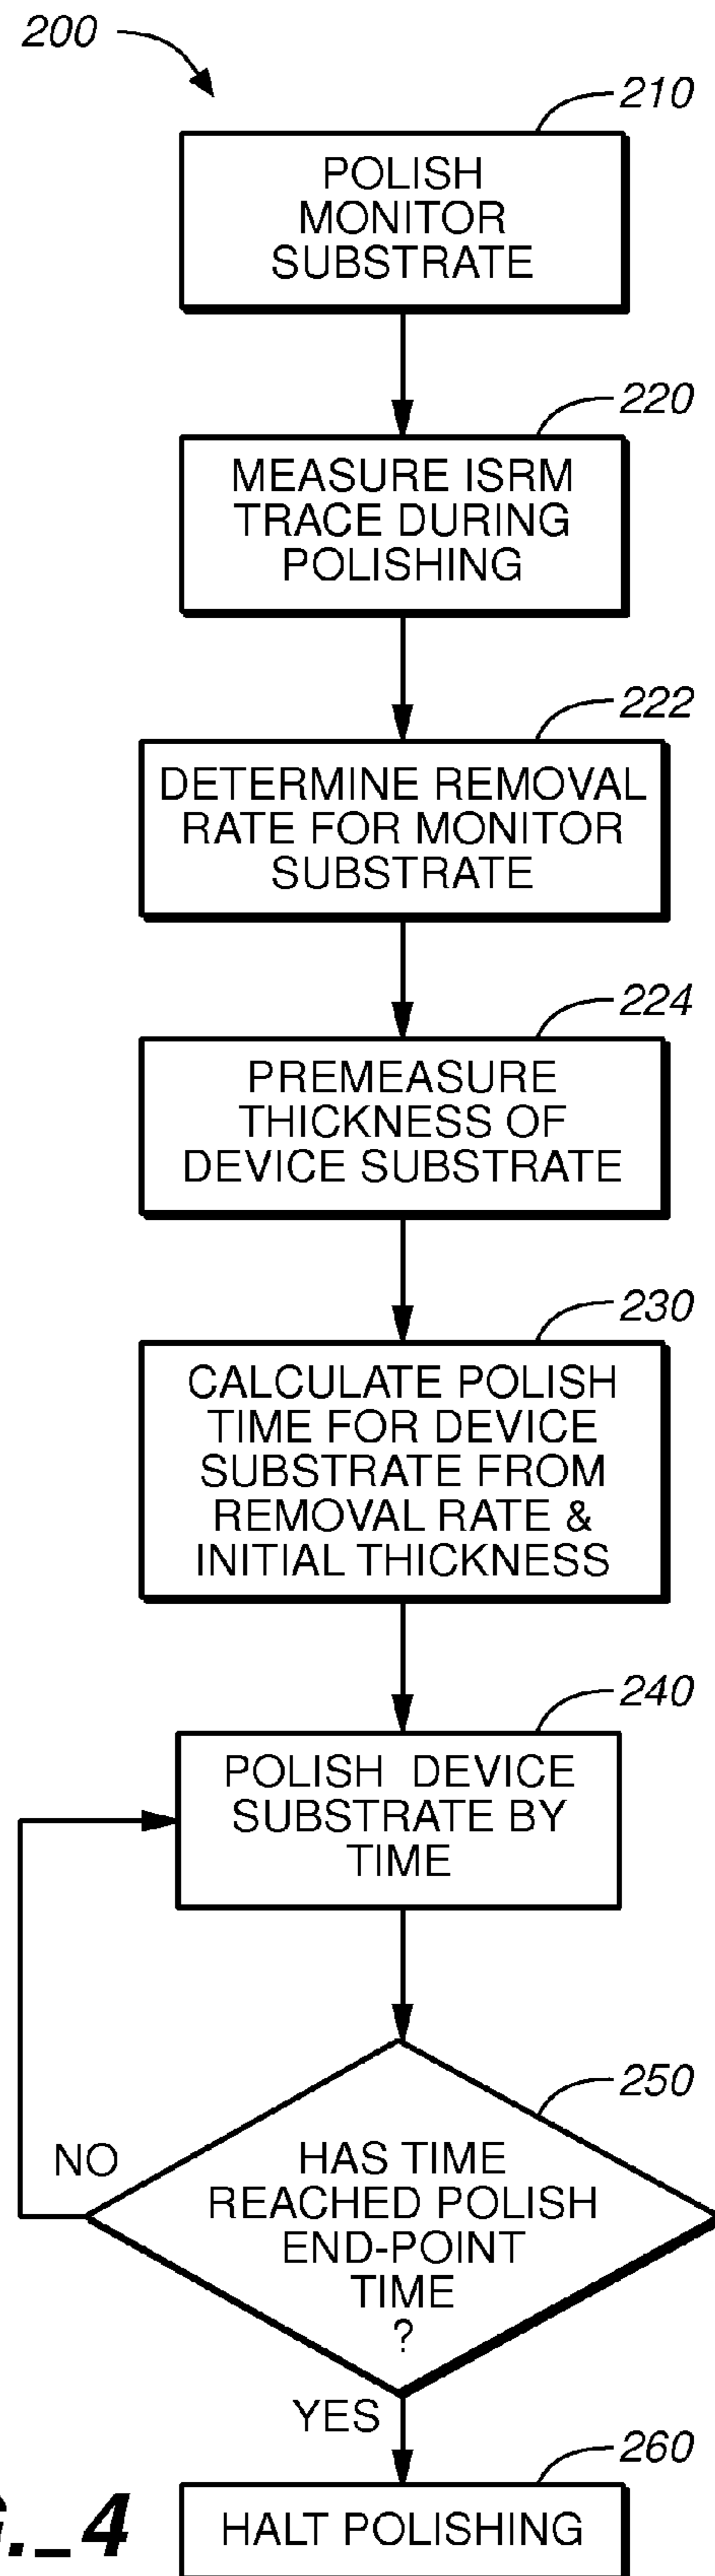 200
210
POLISH
MONITOR
SUBSTRATE
220
MEASURE ISRM
TRACE DURING
POLISHING
222
DETERMINE REMOVAL
RATE FOR MONITOR
SUBSTRATE
224
PREMEASURE
THICKNESS OF
DEVICE SUBSTRATE
230
CALCULATE POLISH
TIME FOR DEVICE
SUBSTRATE FROM
REMOVAL RATE &
INITIAL THICKNESS
240
POLISH DEVICE
SUBSTRATE BY
TIME
250
NO
HAS TIME
REACHED POLISH
END-POINT
TIME
?
YES
260
HALT POLISHING
G._4